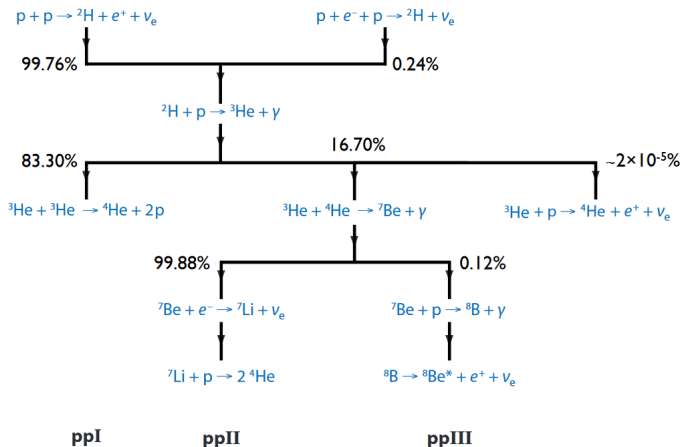 p + p → ²H + e⁺ + νₑ
p + e⁻ + p → ²H + νₑ
99.76%
0.24%
²H + p → ³He + γ
83.30%
16.70%
~2×10⁻⁵%
³He + ³He → ⁴He + 2p
³He + ⁴He → ⁷Be + γ
³He + p → ⁴He + e⁺ + νₑ
99.88%
0.12%
⁷Be + e⁻ → ⁷Li + νₑ
⁷Be + p → ⁸B + γ
⁷Li + p → 2 ⁴He
⁸B → ⁸Be* + e⁺ + νₑ
ppI
ppII
ppIII